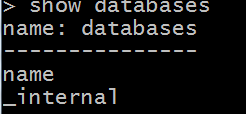 > show databases
name: databases
---------------
name
_internal